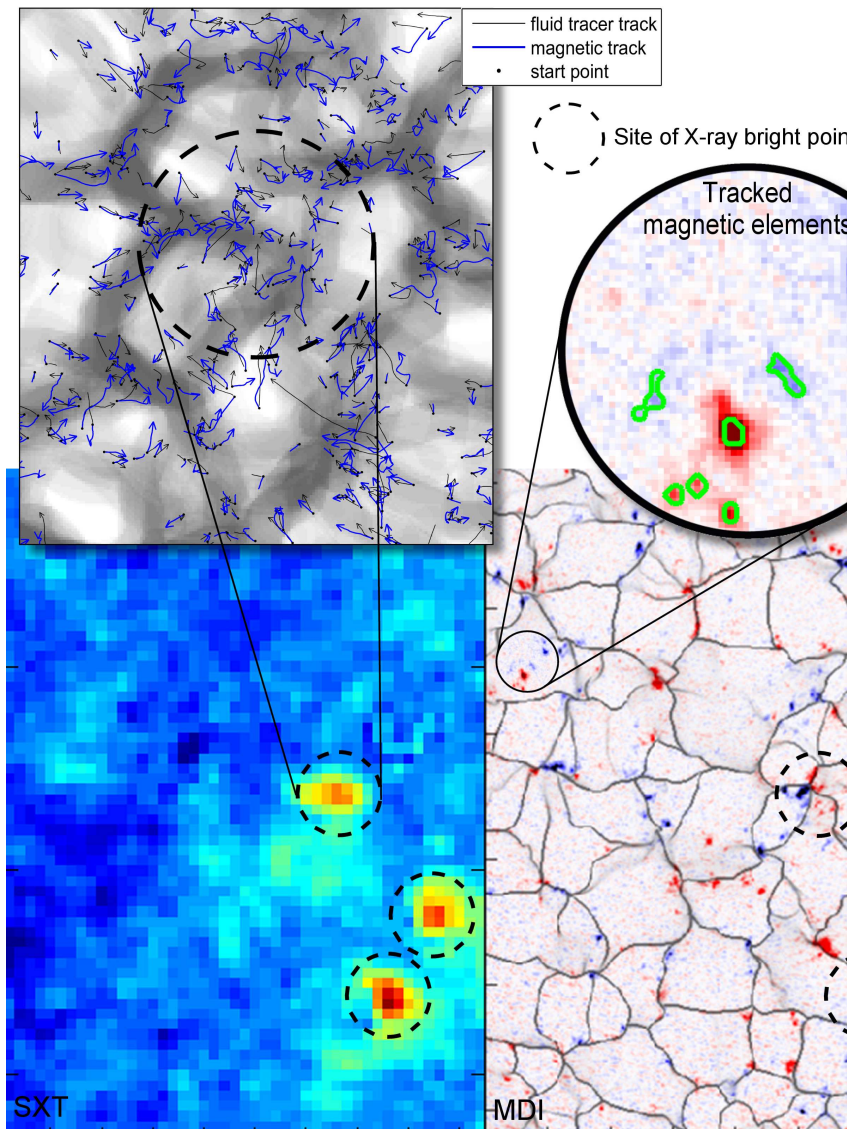 fluid tracer track
magnetic track
start point
Site of X-ray bright poin
Tracked
magnetic elements
SXT
MDI